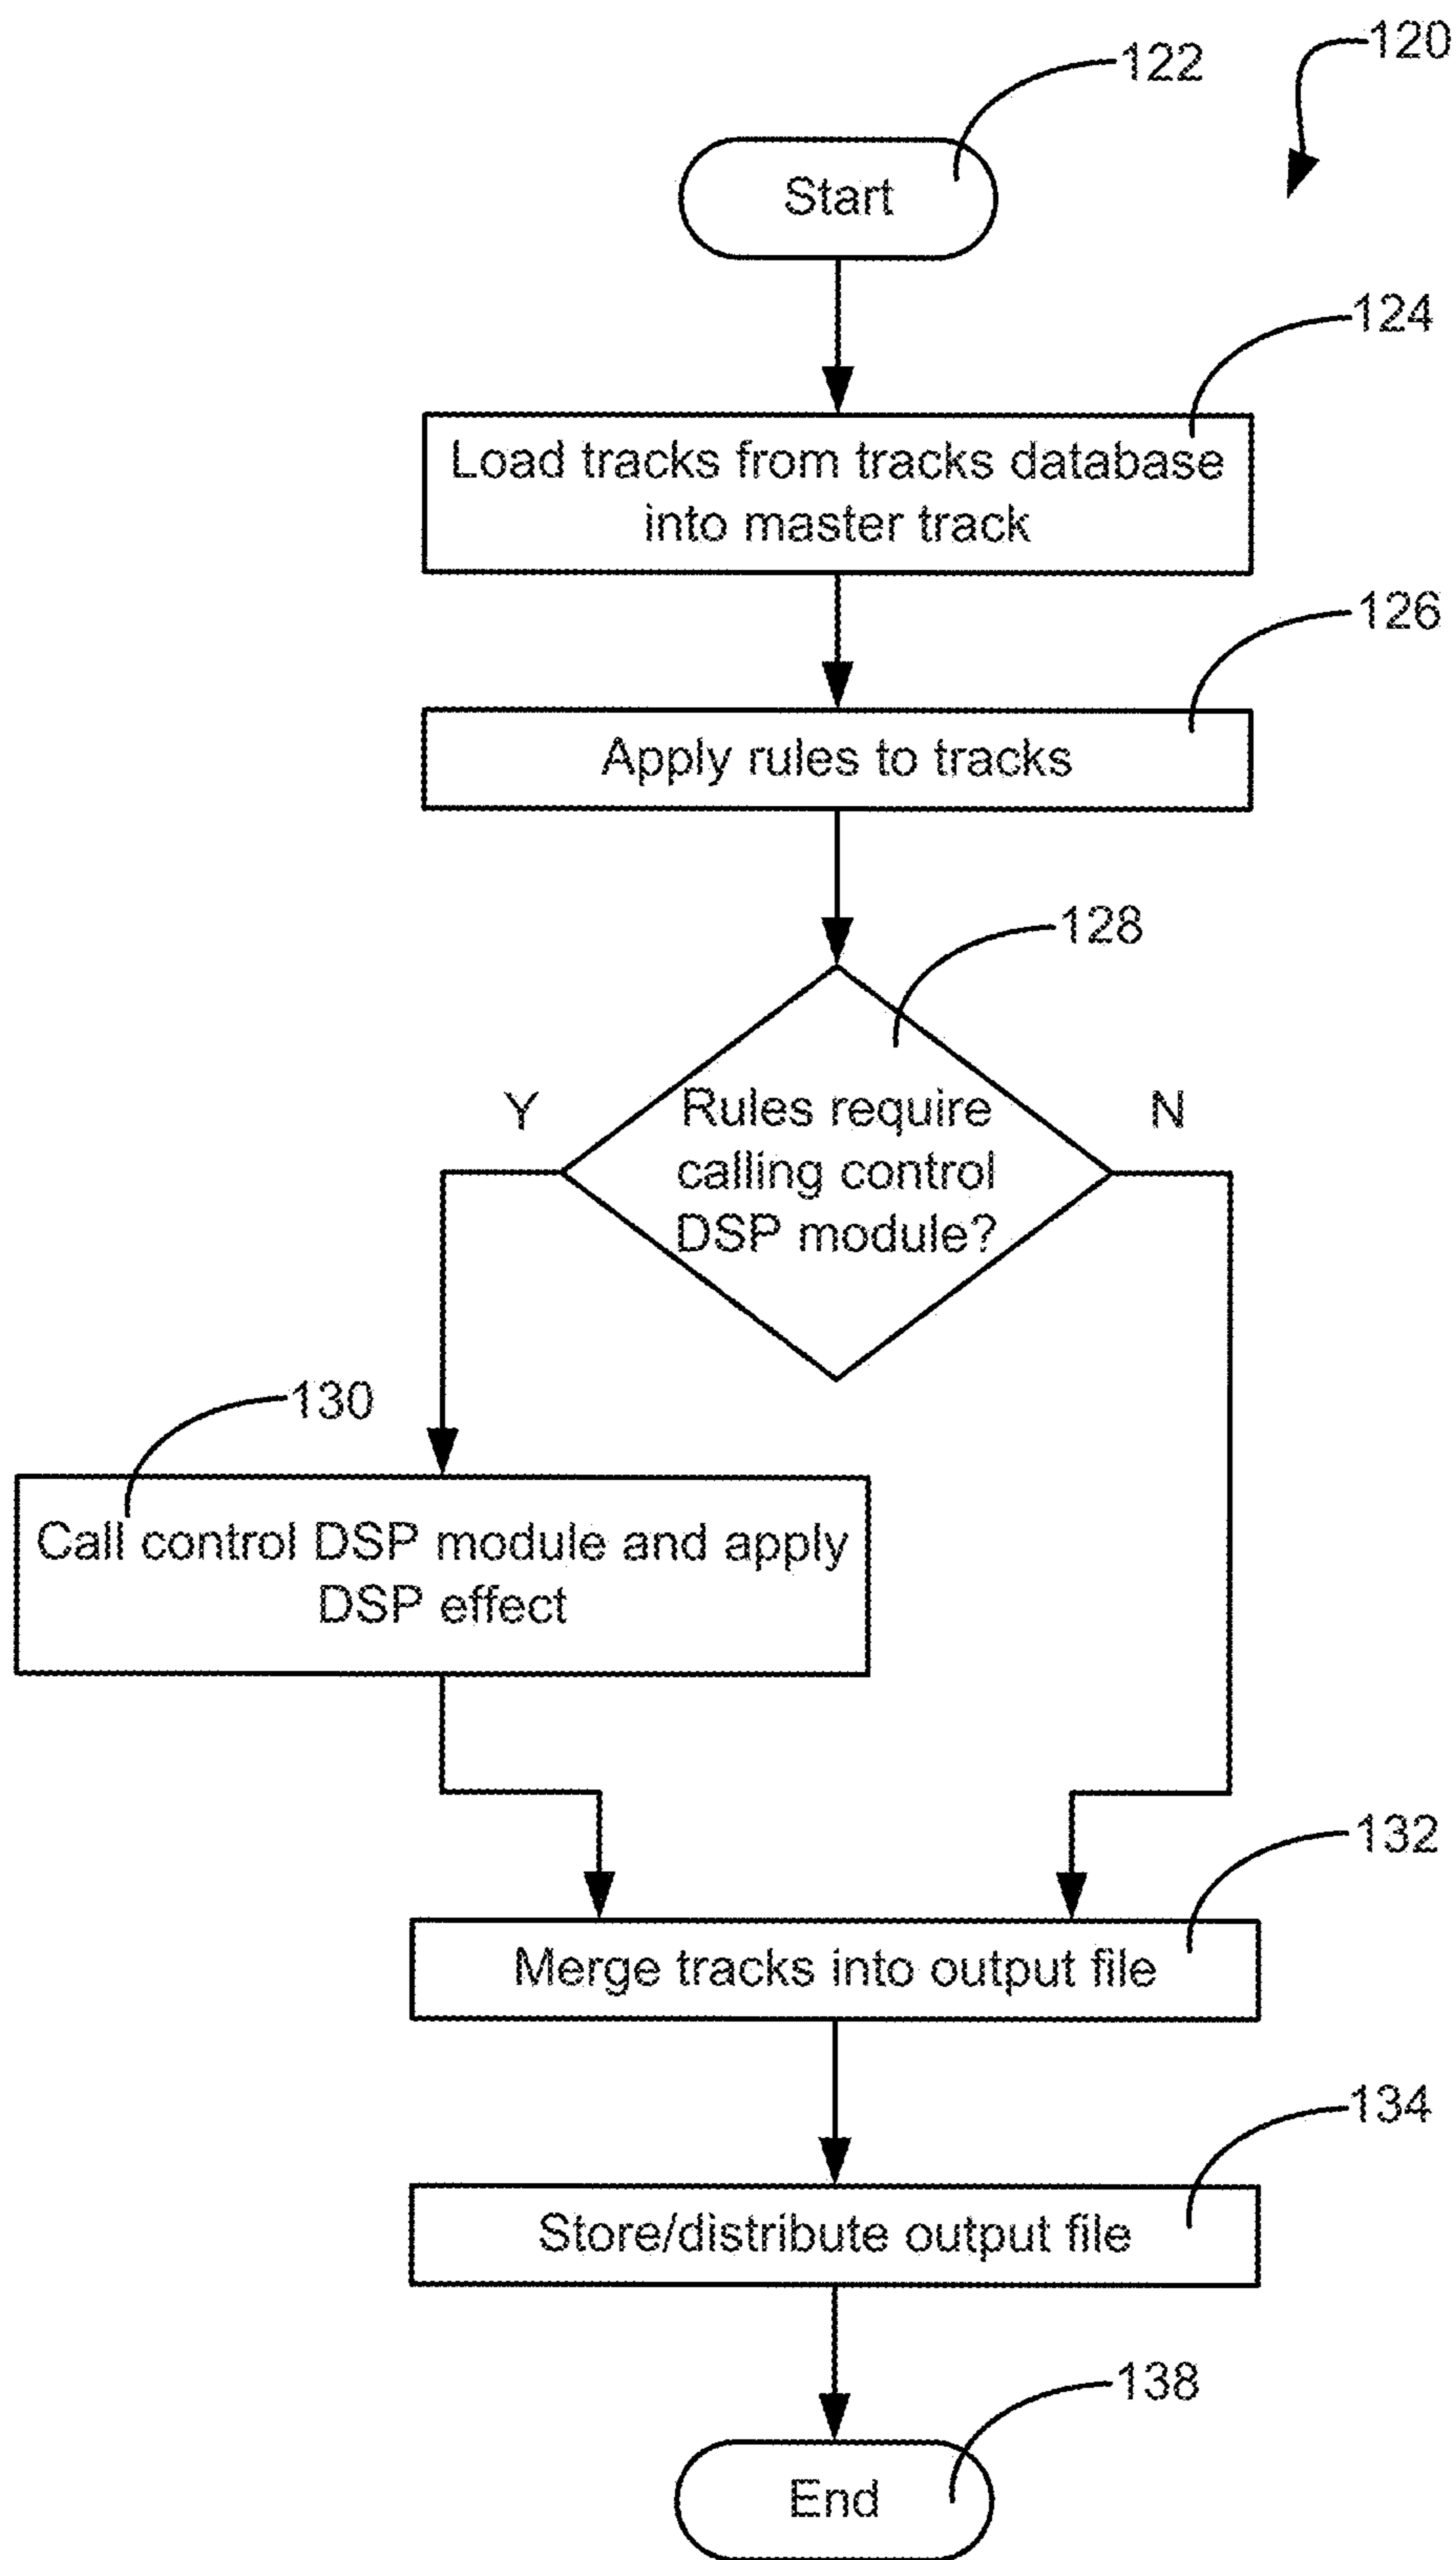 120
122
Start
124
Load tracks from tracks database
into master track
126
Apply rules to tracks
128
Y
N
Rules require
calling control
DSP module?
130
Call control DSP module and apply
DSP effect
132
Merge tracks into output file
134
Store/distribute output file
138
End